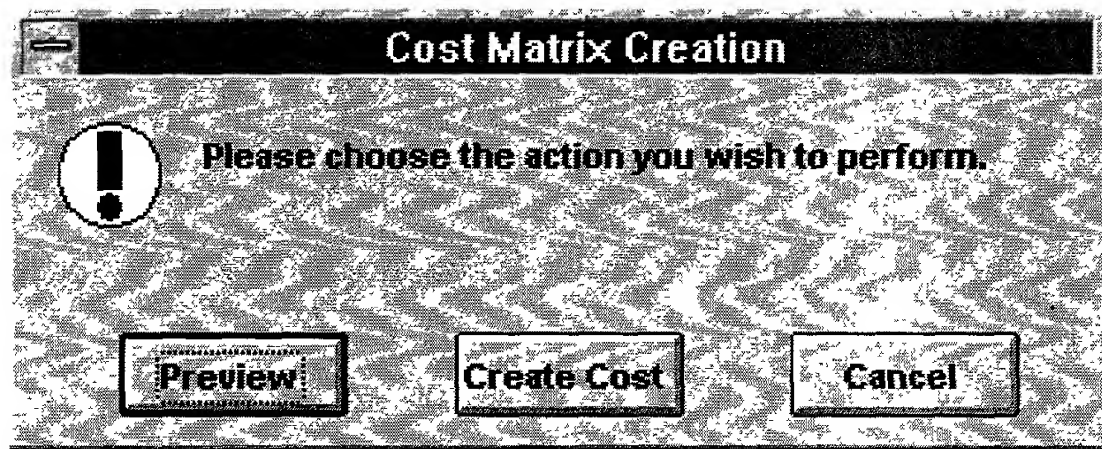 Cost Matrix Creation
Please choose the action you wish to perform.
Preview
Create Cost
Cancel